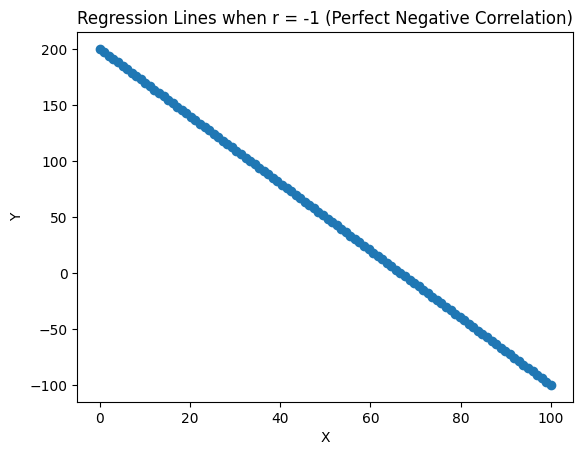 Regression Lines when r = -1 (Perfect Negative Correlation)
200
150
100
50
0
−50
−100
Y
0 20 40 60 80 100
X